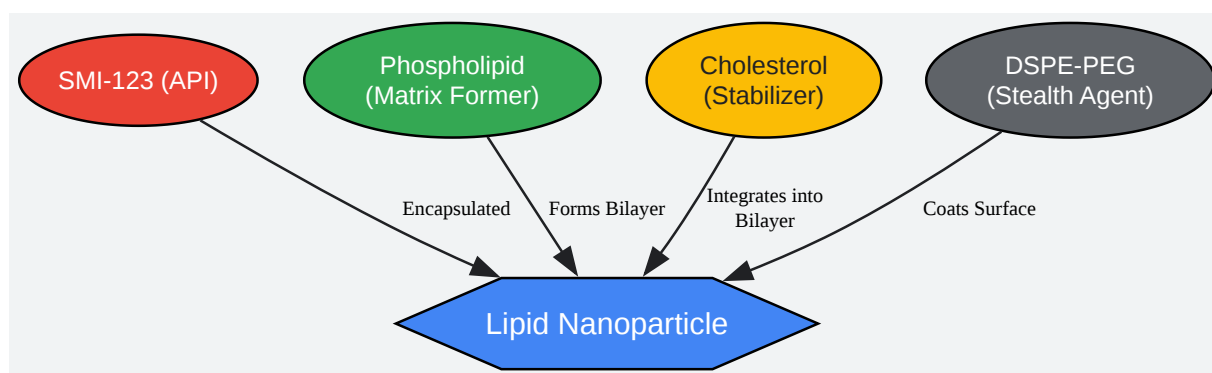 SMI-123 (API)
Phospholipid
(Matrix Former)
Cholesterol
(Stabilizer)
DSPE-PEG
(Stealth Agent)
Encapsulated
Forms Bilayer
Integrates into
Bilayer
Coats Surface
Lipid Nanoparticle